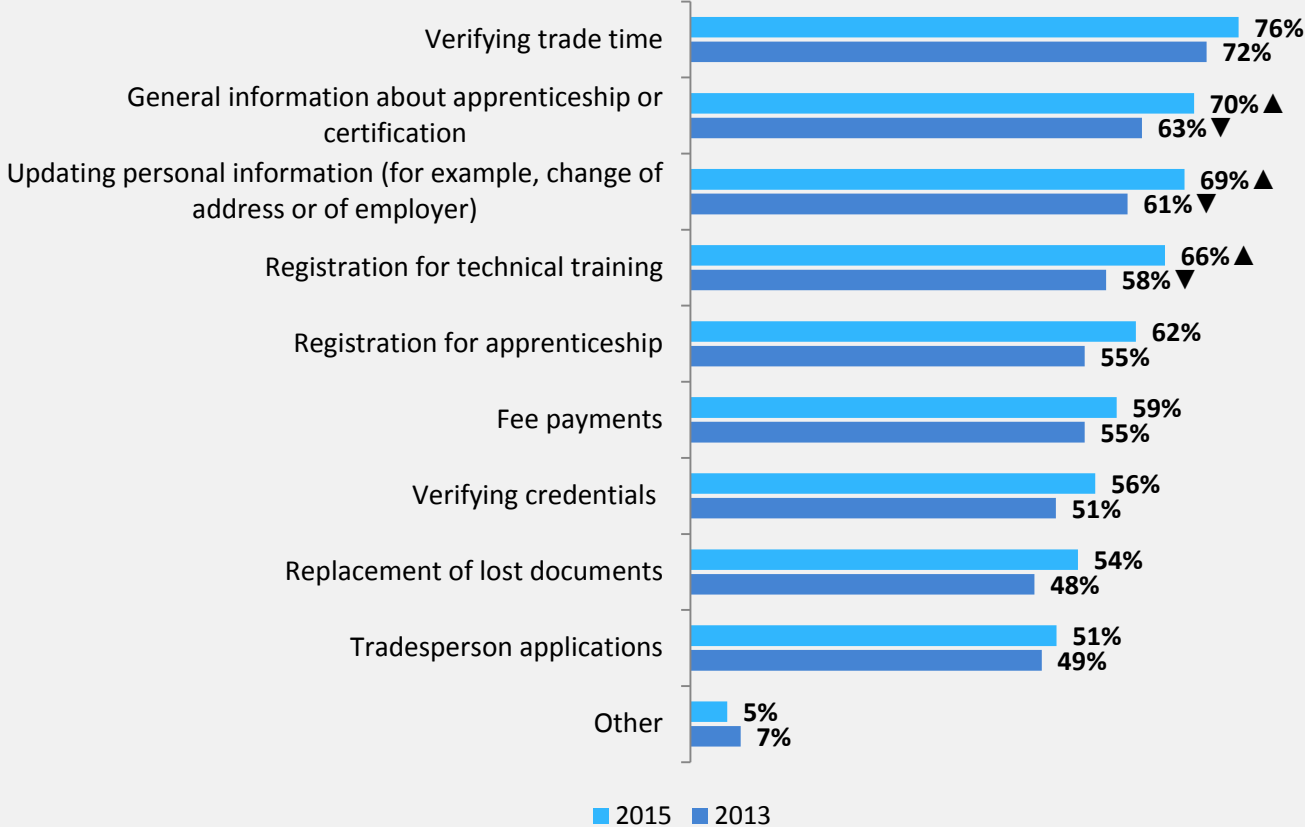 Verifying trade time
76%
72%
General information about apprenticeship or
certification
70% ▲
63% ▼
Updating personal information (for example, change of
address or of employer)
69% ▲
61% ▼
Registration for technical training
66% ▲
58% ▼
Registration for apprenticeship
62%
55%
Fee payments
59%
55%
Verifying credentials
56%
51%
Replacement of lost documents
54%
48%
Tradesperson applications
51%
49%
Other
5%
7%
2015 2013